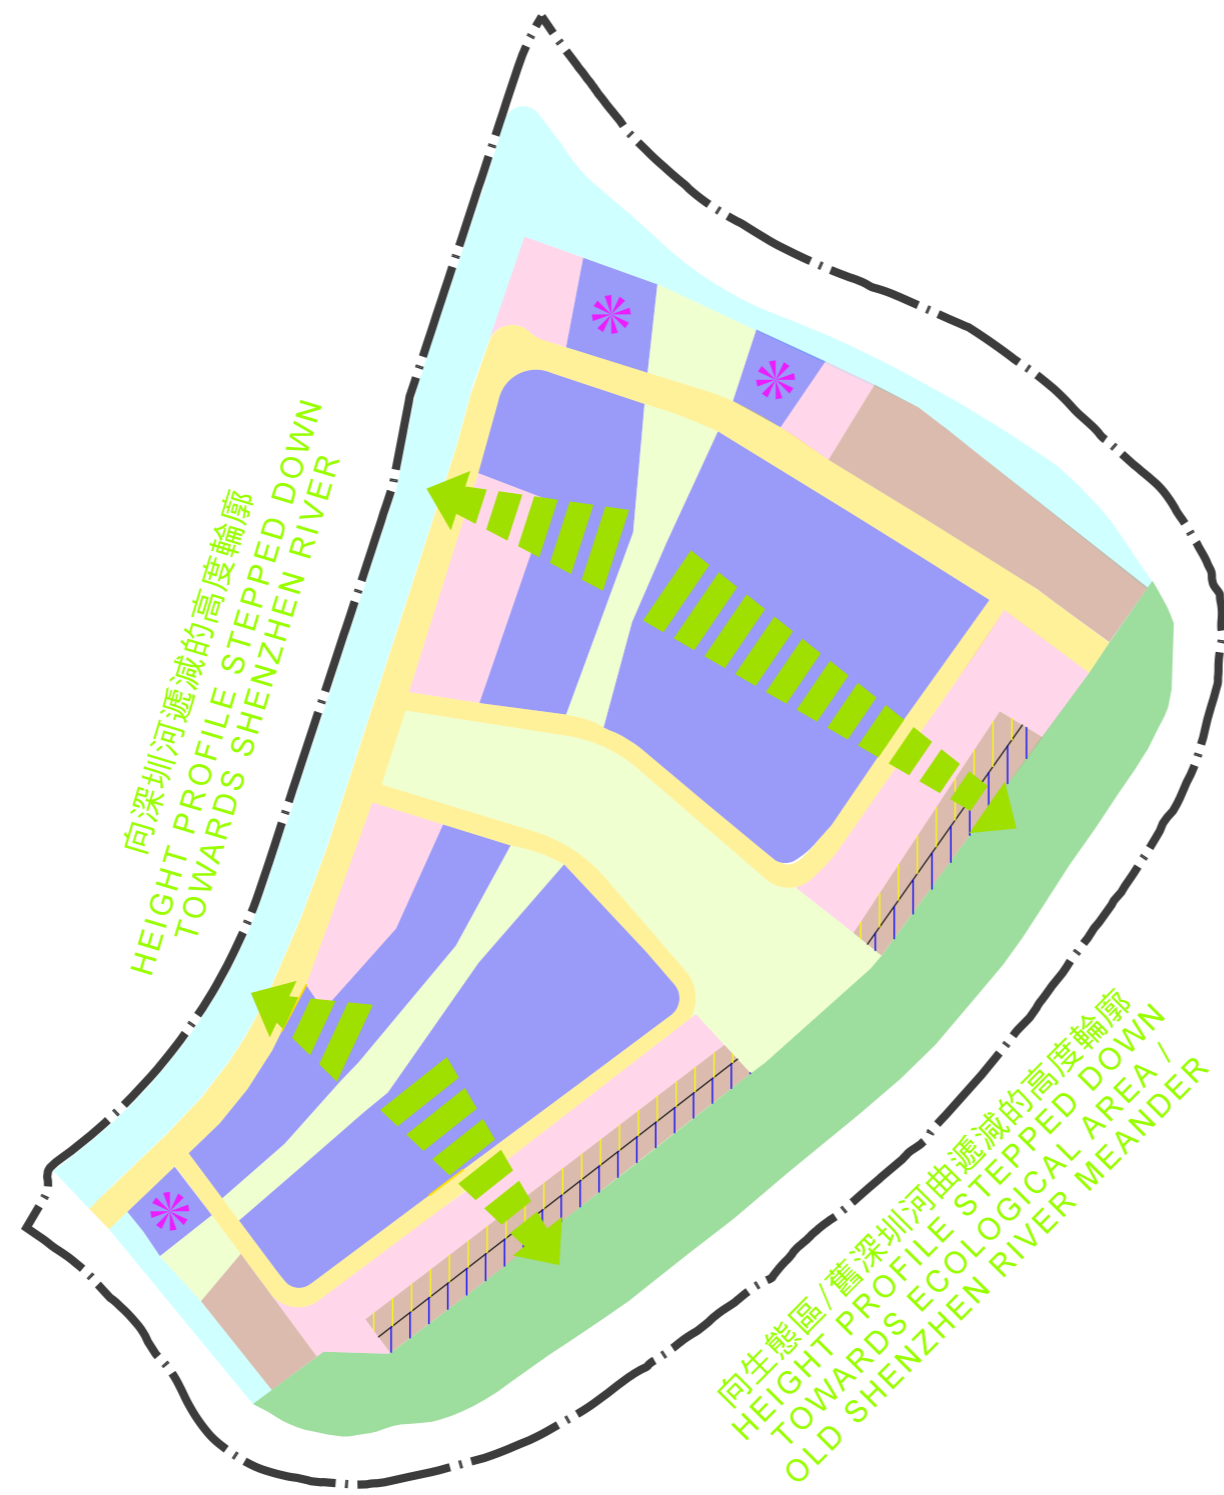 向深圳河遞減的高度輪廓
HEIGHT PROFILE STEPPED DOWN
TOWARDS SHENZHEN RIVER
向生態區/舊深圳河曲遞減的高度輪廓
HEIGHT PROFILE STEPPED DOWN
TOWARDS ECOLOGICAL AREA /
OLD SHENZHEN RIVER MEANDER